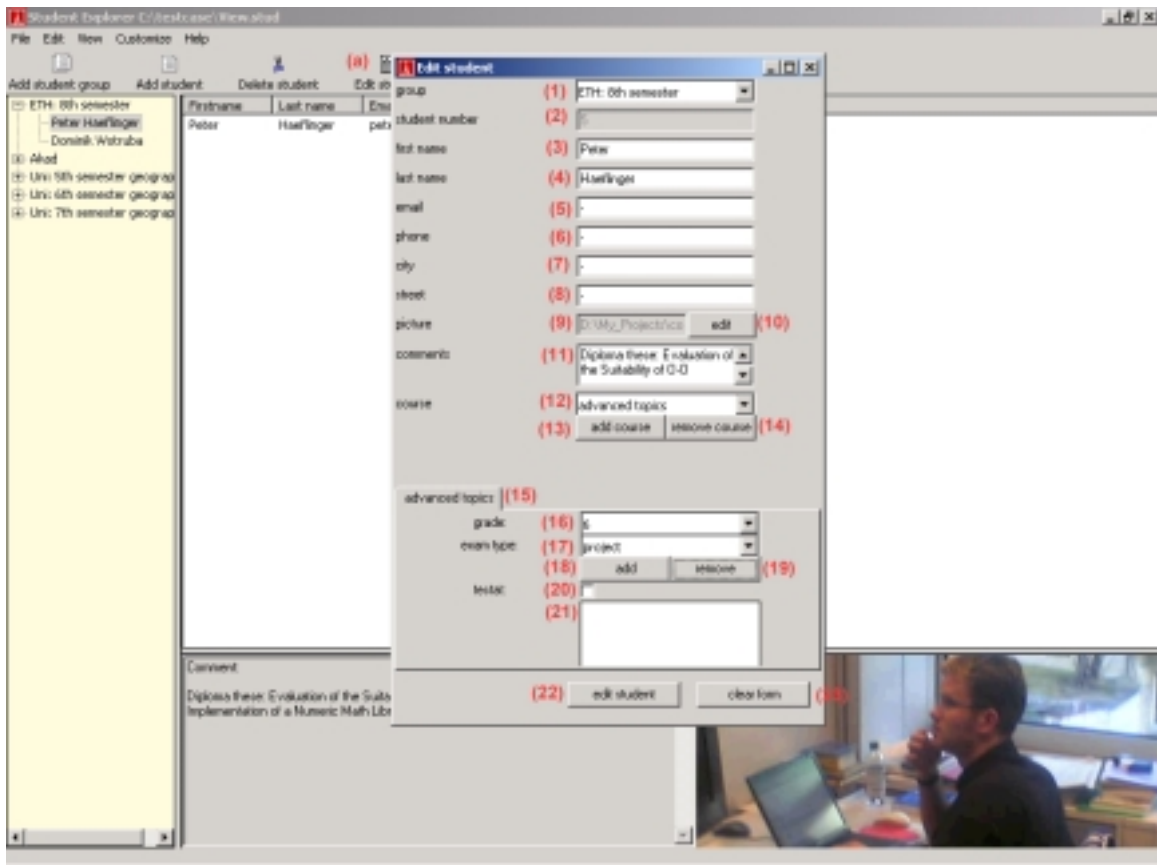 Student Explorer C:\testcase\View.stud
File Edit View Customize Help
(a)
Add student group Add student Delete student Edit
ETH: 8th semester
Peter Haeflinger
Dominik Wotruba
Akad
Uni: 5th semester geograp
Uni: 6th semester geograp
Uni: 7th semester geograp
Firstname Last name
Peter Haeflinger
Edit student
group (1) ETH: 8th semester
student number (2)
first name (3) Peter
last name (4) Haeflinger
email (5) -
phone (6) -
city (7) -
street (8) -
picture (9) D:\My_Projects\co edit (10)
comments (11) Diploma these: Evaluation of
the Suitability of O-O
course (12) advanced topics
(13) add course remove course (14)
advanced topics (15)
grade: (16) 6
exam type: (17) project
(18) add remove (19)
testat: (20)
(21)
(22) edit student clear form
Comment
Diploma these: Evaluation of the Suita
Implementation of a Numeric Math Libr